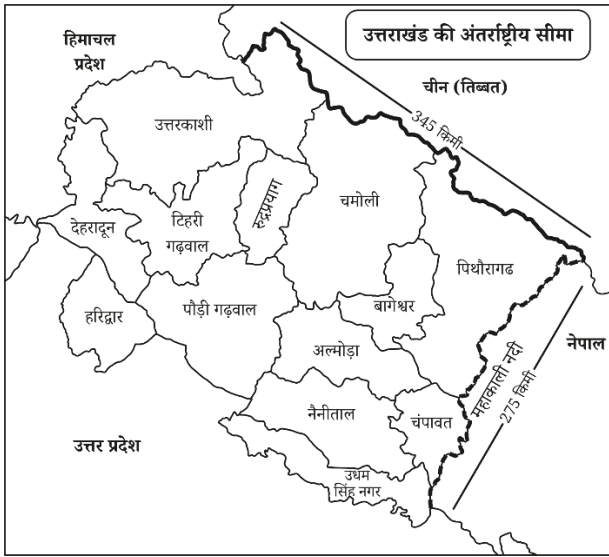 उत्तराखंड की अंतर्राष्ट्रीय सीमा
हिमाचल
प्रदेश
चीन (तिब्बत)
345 किमी
उत्तरकाशी
रुद्रप्रयाग
चमोली
टिहरी
गढ़वाल
देहरादून
पिथौरागढ
हरिद्वार
पौड़ी गढ़वाल
बागेश्वर
अल्मोड़ा
नेपाल
महाकाली नदी
275 किमी
नैनीताल
चंपावत
उत्तर प्रदेश
उधम
सिंह नगर